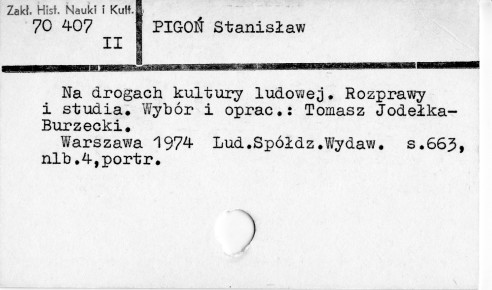 Zakł. Hist. Nauki i Kult.
70 407
II
PIGOŃ Stanisław
Na drogach kultury ludowej. Rozprawy
i studia. Wybór i oprac.: Tomasz Jodełka-
Burzecki.
Warszawa 1974 Lud.Spółdz.Wydaw. s.663,
nlb.4,portr.